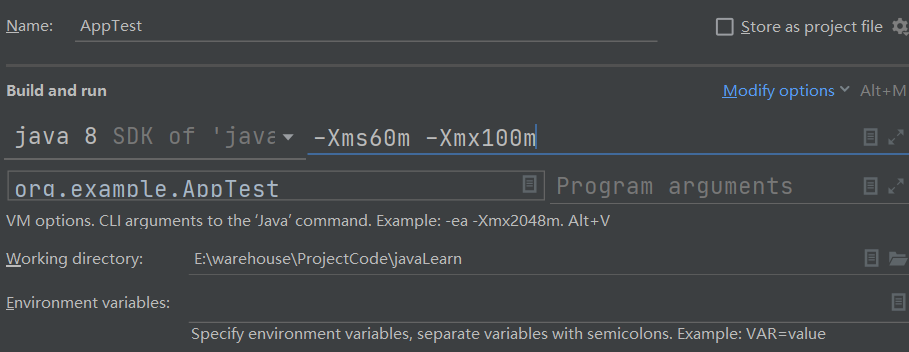 Name: AppTest Store as project file
Build and run Modify options Alt+M
java 8 SDK of 'java -Xms60m -Xmx100m
org.example.AppTest Program arguments
VM options. CLI arguments to the ‘Java’ command. Example: -ea -Xmx2048m. Alt+V
Working directory: E:\warehouse\ProjectCode\javaLearn
Environment variables:
Specify environment variables, separate variables with semicolons. Example: VAR=value